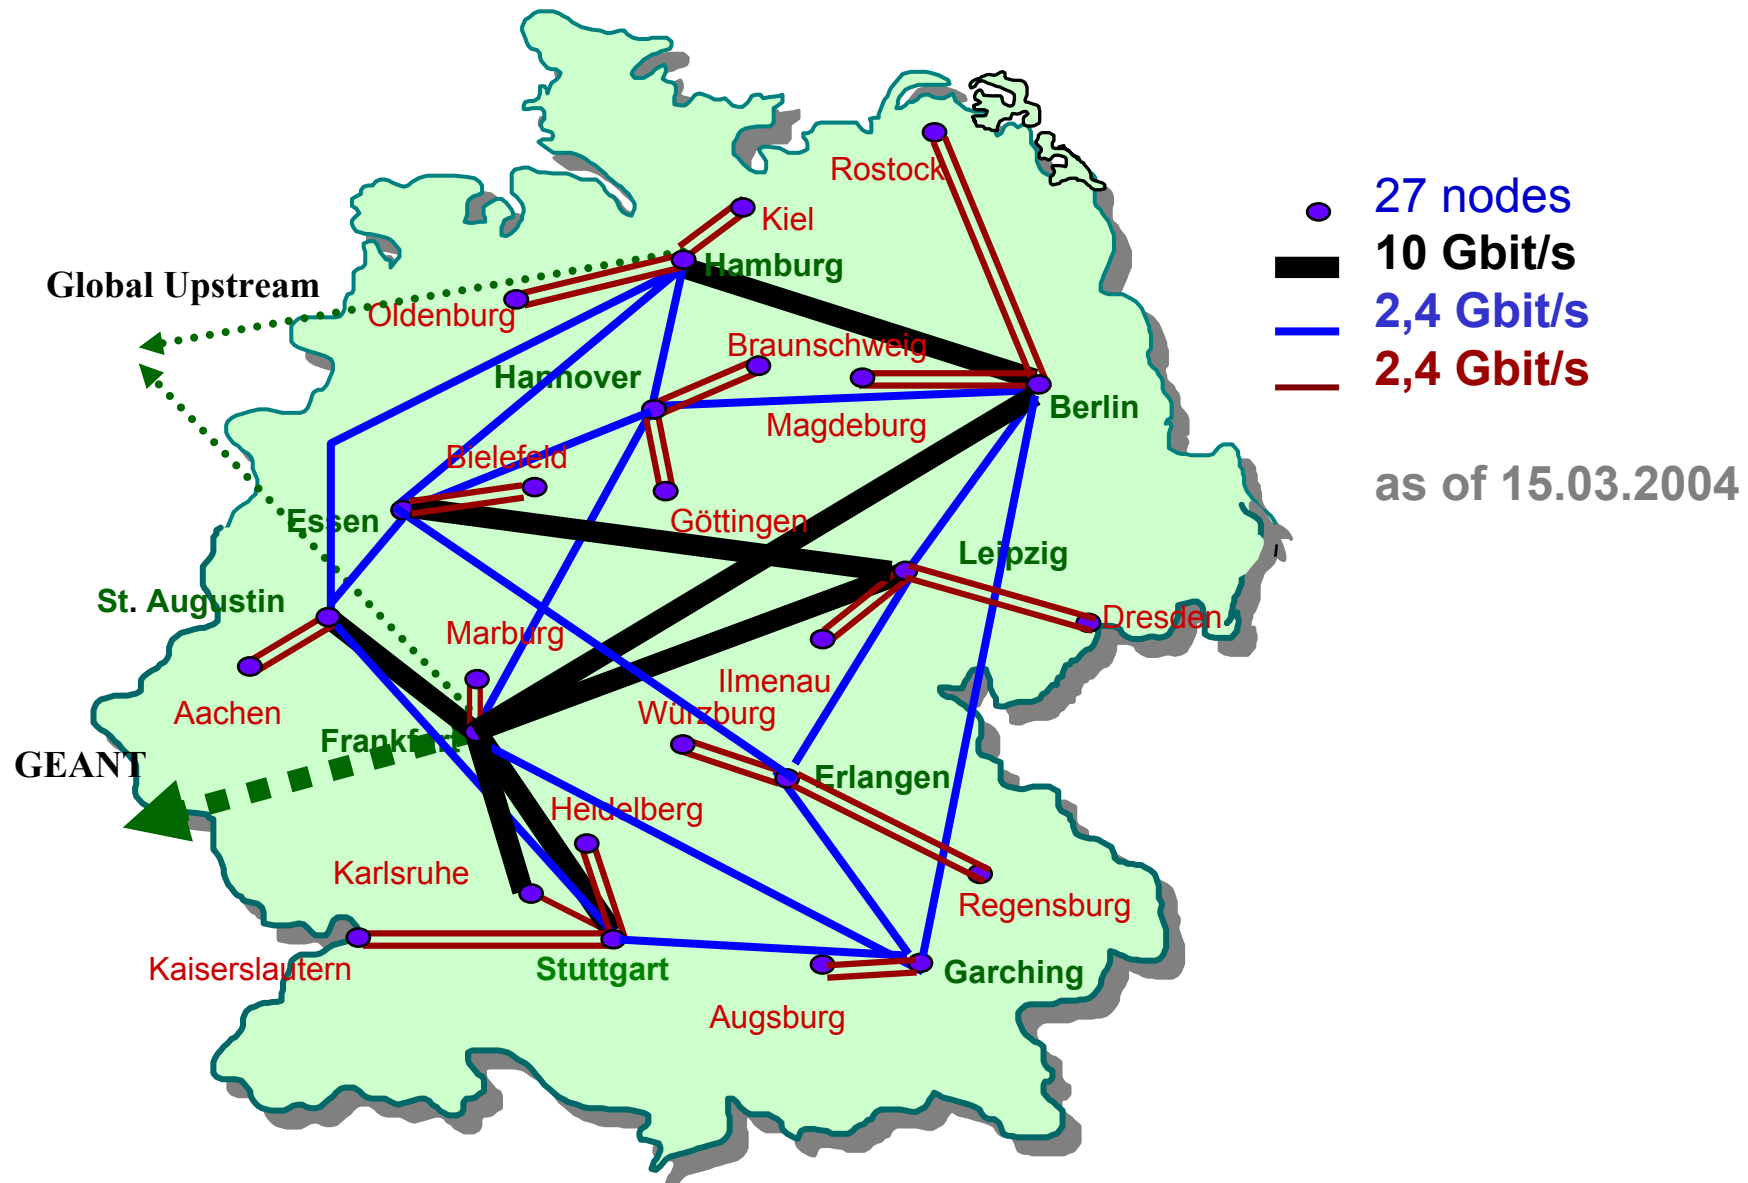 Rostock
27 nodes
Kiel
10 Gbit/s
Hamburg
Global Upstream
Oldenburg
2,4 Gbit/s
Braunschweig
2,4 Gbit/s
Hannover
Berlin
Magdeburg
Bielefeld
as of 15.03.2004
Essen
Göttingen
Leipzig
St. Augustin
Dresden
Marburg
Ilmenau
Aachen
Würzburg
Frankfurt
GEANT
Erlangen
Heidelberg
Karlsruhe
Regensburg
Kaiserslautern
Stuttgart
Garching
Augsburg